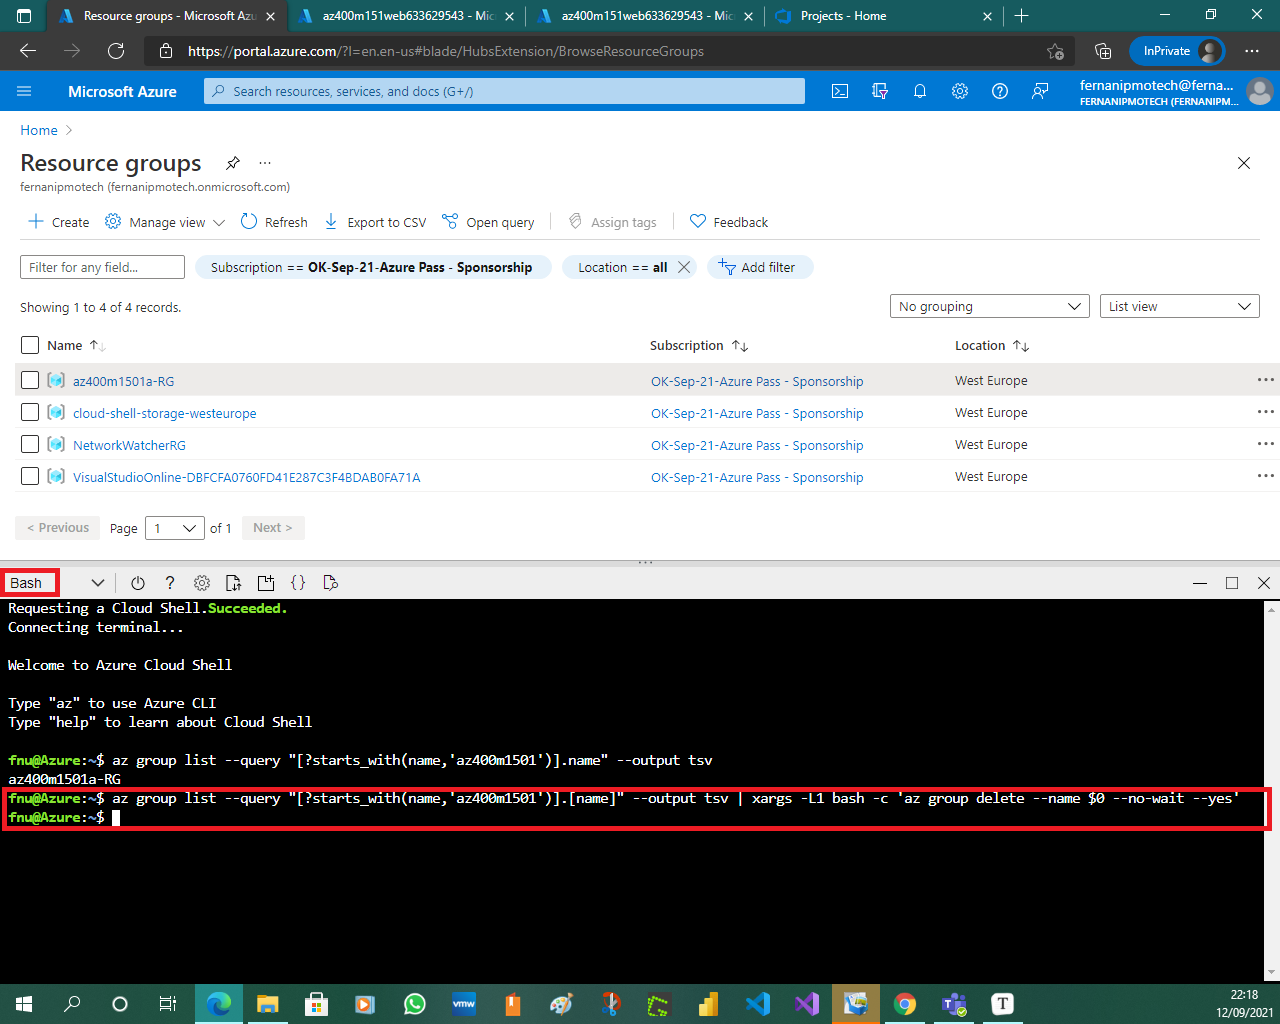 Resource groups - Microsoft Azu
az400m151web633629543 - Mic
az400m151web633629543 - Mic
Projects - Home
https://portal.azure.com/?l=en.en-us#blade/HubsExtension/BrowseResourceGroups
InPrivate
Microsoft Azure
Search resources, services, and docs (G+/)
fernanipmotech@ferna...
FERNANIPMOTECH (FERNANIPM...
Home
Resource groups
fernanipmotech (fernanipmotech.onmicrosoft.com)
Create
Manage view
Refresh
Export to CSV
Open query
Assign tags
Feedback
Filter for any field...
Subscription == OK-Sep-21-Azure Pass - Sponsorship
Location == all
Add filter
Showing 1 to 4 of 4 records.
No grouping
List view
Name
Subscription
Location
az400m1501a-RG
OK-Sep-21-Azure Pass - Sponsorship
West Europe
cloud-shell-storage-westeurope
OK-Sep-21-Azure Pass - Sponsorship
West Europe
NetworkWatcherRG
OK-Sep-21-Azure Pass - Sponsorship
West Europe
VisualStudioOnline-DBFCFA0760FD41E287C3F4BDAB0FA71A
OK-Sep-21-Azure Pass - Sponsorship
West Europe
< Previous
Page
1
of 1
Next >
Bash
Requesting a Cloud Shell.Succeeded.
Connecting terminal...
Welcome to Azure Cloud Shell
Type "az" to use Azure CLI
Type "help" to learn about Cloud Shell
fnu@Azure:~$ az group list --query "[?starts_with(name,'az400m1501')].name" --output tsv
az400m1501a-RG
fnu@Azure:~$ az group list --query "[?starts_with(name,'az400m1501')].[name]" --output tsv | xargs -L1 bash -c 'az group delete --name $0 --no-wait --yes'
fnu@Azure:~$
vmw
T
22:18
12/09/2021